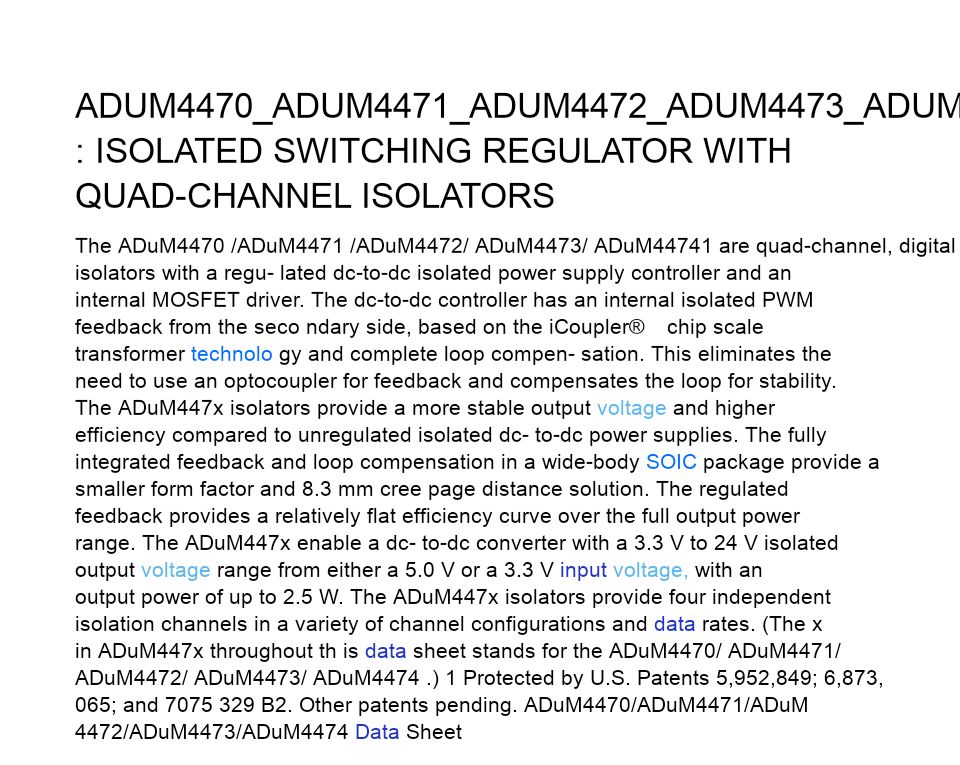 ADUM4470_ADUM4471_ADUM4472_ADUM4473_ADUM
: ISOLATED SWITCHING REGULATOR WITH
QUAD-CHANNEL ISOLATORS
The ADuM4470 /ADuM4471 /ADuM4472/ ADuM4473/ ADuM44741 are quad-channel, digital
isolators with a regu- lated dc-to-dc isolated power supply controller and an
internal MOSFET driver. The dc-to-dc controller has an internal isolated PWM
feedback from the seco ndary side, based on the iCoupler® chip scale
transformer technolo gy and complete loop compen- sation. This eliminates the
need to use an optocoupler for feedback and compensates the loop for stability.
The ADuM447x isolators provide a more stable output voltage and higher
efficiency compared to unregulated isolated dc- to-dc power supplies. The fully
integrated feedback and loop compensation in a wide-body SOIC package provide a
smaller form factor and 8.3 mm cree page distance solution. The regulated
feedback provides a relatively flat efficiency curve over the full output power
range. The ADuM447x enable a dc- to-dc converter with a 3.3 V to 24 V isolated
output voltage range from either a 5.0 V or a 3.3 V input voltage, with an
output power of up to 2.5 W. The ADuM447x isolators provide four independent
isolation channels in a variety of channel configurations and data rates. (The x
in ADuM447x throughout th is data sheet stands for the ADuM4470/ ADuM4471/
ADuM4472/ ADuM4473/ ADuM4474 .) 1 Protected by U.S. Patents 5,952,849; 6,873,
065; and 7075 329 B2. Other patents pending. ADuM4470/ADuM4471/ADuM
4472/ADuM4473/ADuM4474 Data Sheet